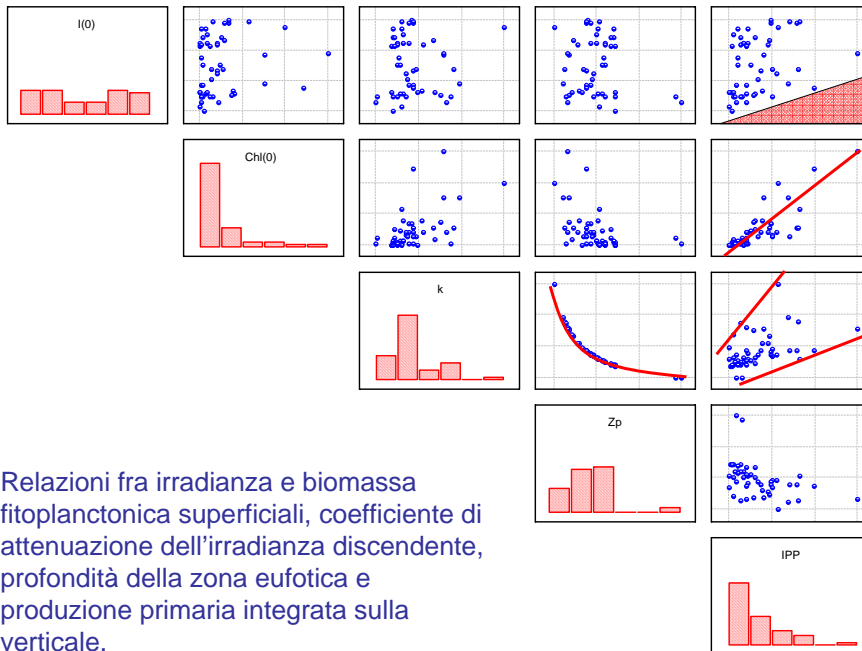 I(0)
Chl(0)
k
Zp
IPP
Relazioni fra irradianza e biomassa
fitoplanctonica superficiali, coefficiente di
attenuazione dell'irradianza discendente,
profondità della zona eufotica e
produzione primaria integrata sulla
verticale.